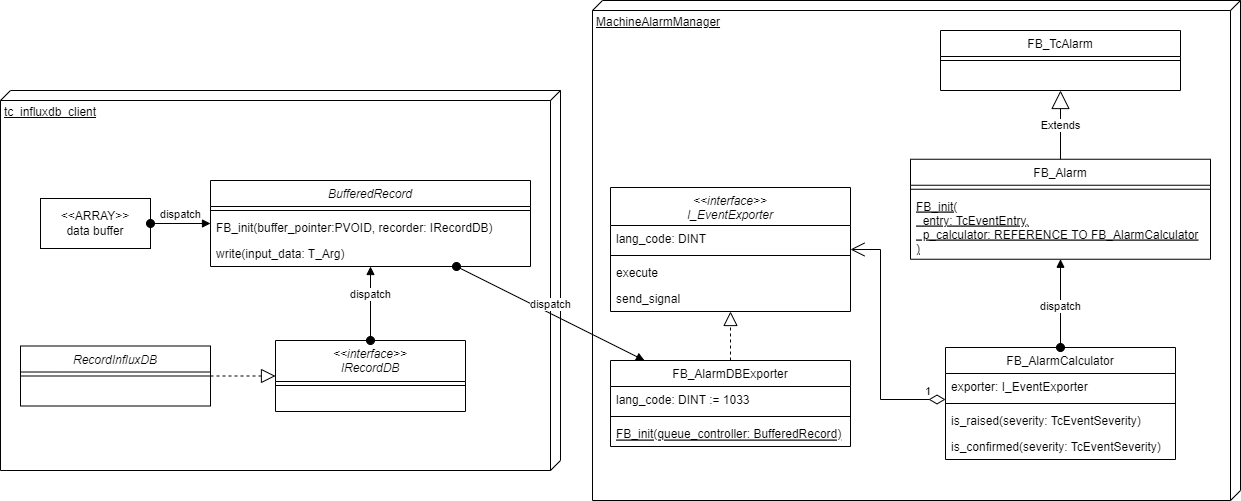 MachineAlarmManager
FB_TcAlarm
Extends
tc_influxdb_client
FB_Alarm
FB_init(
_entry: TcEventEntry,
_p_calculator: REFERENCE TO FB_AlarmCalculator
)
<<ARRAY>>
data buffer
dispatch
BufferedRecord
FB_init(buffer_pointer:PVOID, recorder: IRecordDB)
write(input_data: T_Arg)
<<interface>>
I_EventExporter
lang_code: DINT
execute
send_signal
dispatch
dispatch
dispatch
RecordInfluxDB
<<interface>>
IRecordDB
FB_AlarmDBExporter
lang_code: DINT := 1033
FB_init(queue_controller: BufferedRecord)
1
FB_AlarmCalculator
exporter: I_EventExporter
is_raised(severity: TcEventSeverity)
is_confirmed(severity: TcEventSeverity)